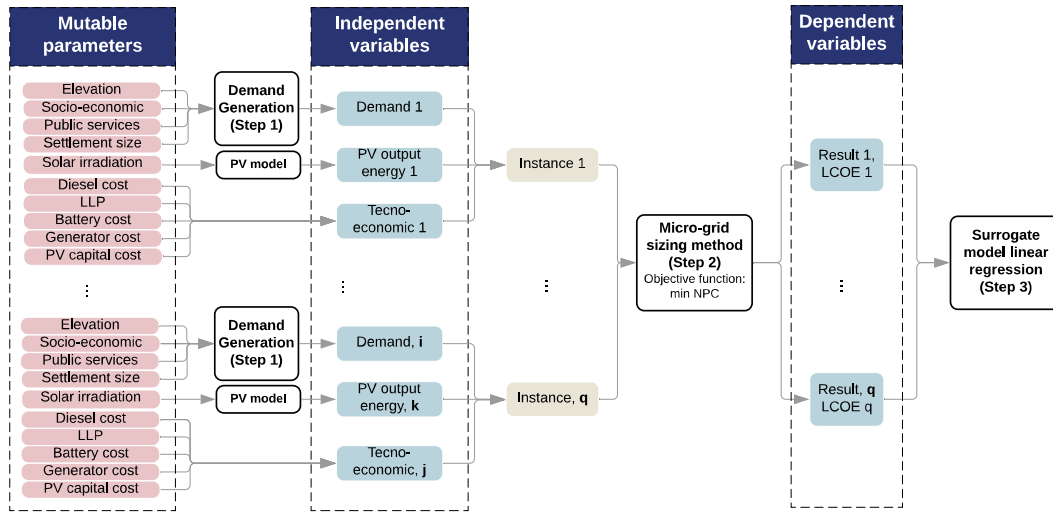 Mutable
parameters
Independent
variables
Dependent
variables
Elevation
Socio-economic
Public services
Settlement size
Solar irradiation
Diesel cost
LLP
Battery cost
Generator cost
PV capital cost
...
Demand
Generation
(Step 1)
PV model
Demand 1
PV output
energy 1
Tecno-
economic 1
...
Instance 1
...
Micro-grid
sizing method
(Step 2)
Objective function:
min NPC
Result 1,
LCOE 1
...
Surrogate
model linear
regression
(Step 3)
Elevation
Socio-economic
Public services
Settlement size
Solar irradiation
Diesel cost
LLP
Battery cost
Generator cost
PV capital cost
Demand
Generation
(Step 1)
PV model
Demand, i
PV output
energy, k
Tecno-
economic, j
Instance, q
Result, q
LCOE q